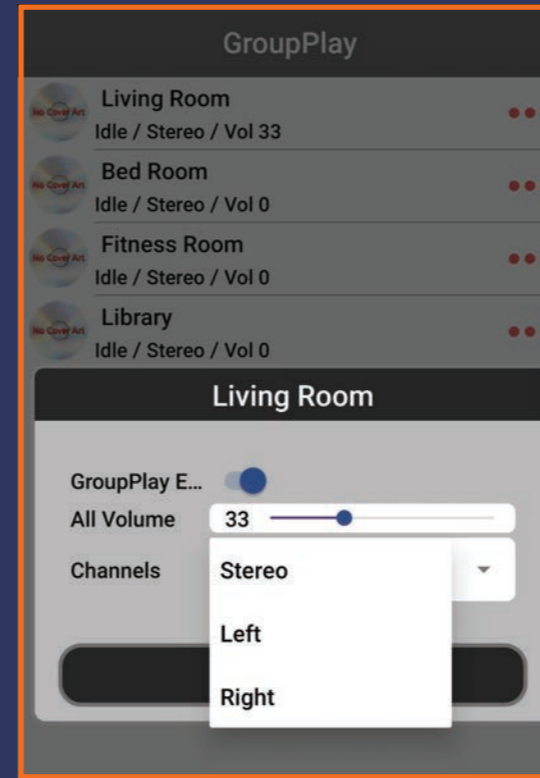 GroupPlay
No Cover Art
Living Room
Idle / Stereo / Vol 33
No Cover Art
Bed Room
Idle / Stereo / Vol 0
No Cover Art
Fitness Room
Idle / Stereo / Vol 0
No Cover Art
Library
Idle / Stereo / Vol 0
Living Room
GroupPlay E...
All Volume 33
Channels Stereo
Left
Right